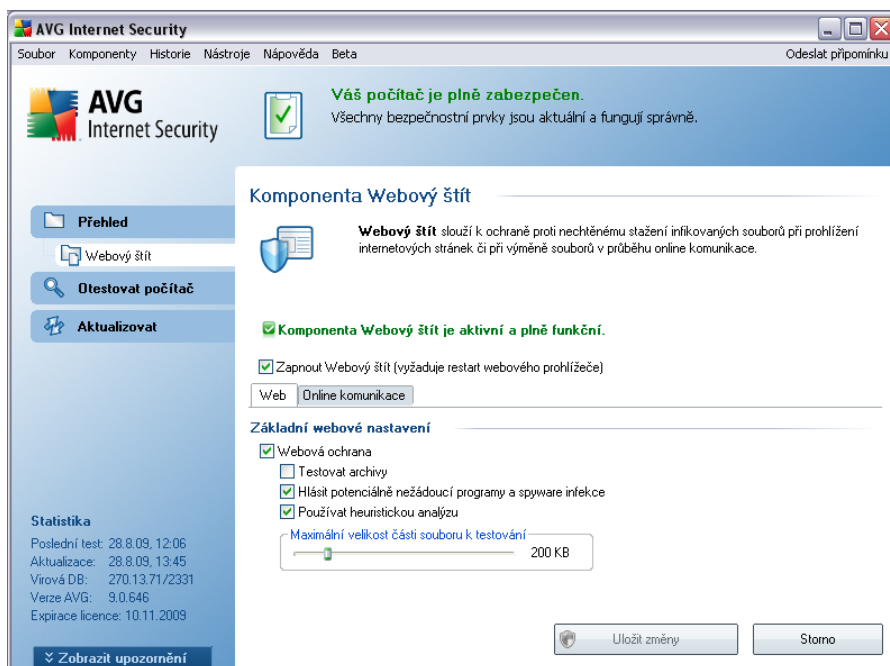 AVG Internet Security
Soubor Komponenty Historie Nástroje Nápověda Beta Odeslat připomínku
AVG
Internet Security
Váš počítač je plně zabezpečen.
Všechny bezpečnostní prvky jsou aktuální a fungují správně.
Přehled
Webový štít
Otestovat počítač
Aktualizovat
Komponenta Webový štít
Webový štít slouží k ochraně proti nechtěnému stažení infikovaných souborů při prohlížení
internetových stránek či při výměně souborů v průběhu online komunikace.
Komponenta Webový štít je aktivní a plně funkční.
Zapnout Webový štít (vyžaduje restart webového prohlížeče)
Web Online komunikace
Základní webové nastavení
Webová ochrana
Testovat archivy
Hlásit potenciálně nežádoucí programy a spyware infekce
Používat heuristickou analýzu
Maximální velikost části souboru k testování
200 KB
Statistika
Poslední test: 28.8.09, 12:06
Aktualizace: 28.8.09, 13:45
Virová DB: 270.13.71/2331
Verze AVG: 9.0.646
Expirace licence: 10.11.2009
Zobrazit upozornění
Uložit změny Storno